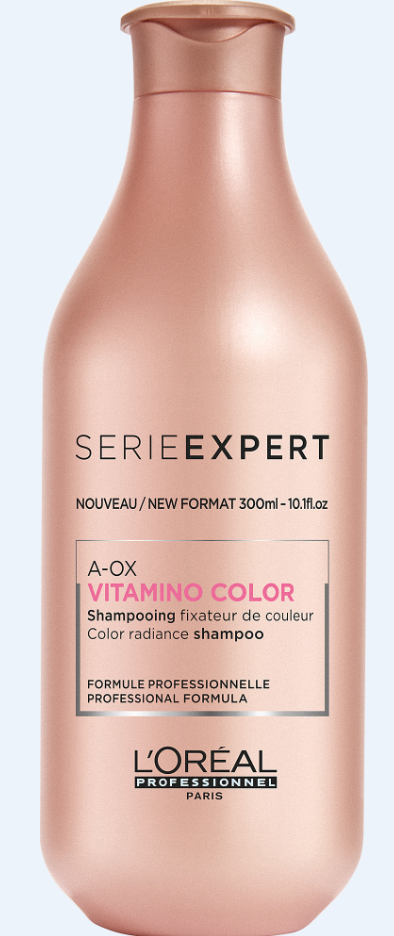 SERIEEXPERT
NOUVEAU / NEW FORMAT 300ml - 10.1fl.oz
A-OX
VITAMINO COLOR
Shampooing fixateur de couleur
Color radiance shampoo
FORMULE PROFESSIONNELLE
PROFESSIONAL FORMULA
L'ORÉAL
PROFESSIONNEL
PARIS